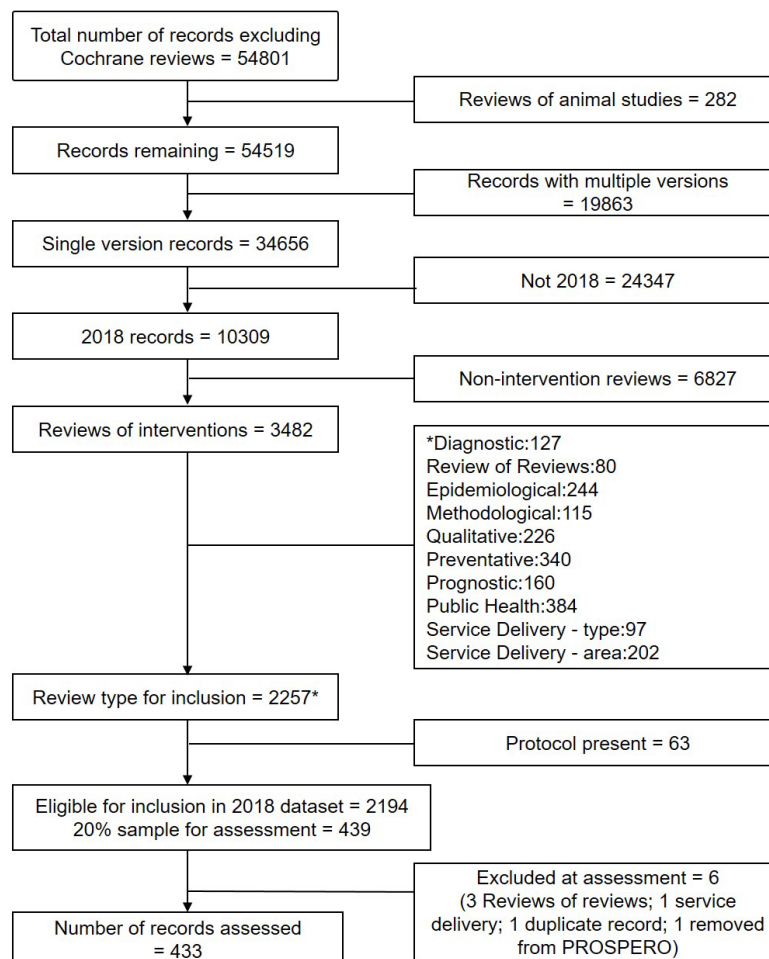 Total number of records excluding
Cochrane reviews = 54801
Reviews of animal studies = 282
Records remaining = 54519
Records with multiple versions
= 19863
Single version records = 34656
Not 2018 = 24347
2018 records = 10309
Non-intervention reviews = 6827
Reviews of interventions = 3482
*Diagnostic:127
Review of Reviews:80
Epidemiological:244
Methodological:115
Qualitative:226
Preventative:340
Prognostic:160
Public Health:384
Service Delivery - type:97
Service Delivery - area:202
Review type for inclusion = 2257*
Protocol present = 63
Eligible for inclusion in 2018 dataset = 2194
20% sample for assessment = 439
Excluded at assessment = 6
(3 Reviews of reviews; 1 service
delivery; 1 duplicate record; 1 removed
from PROSPERO)
Number of records assessed
= 433